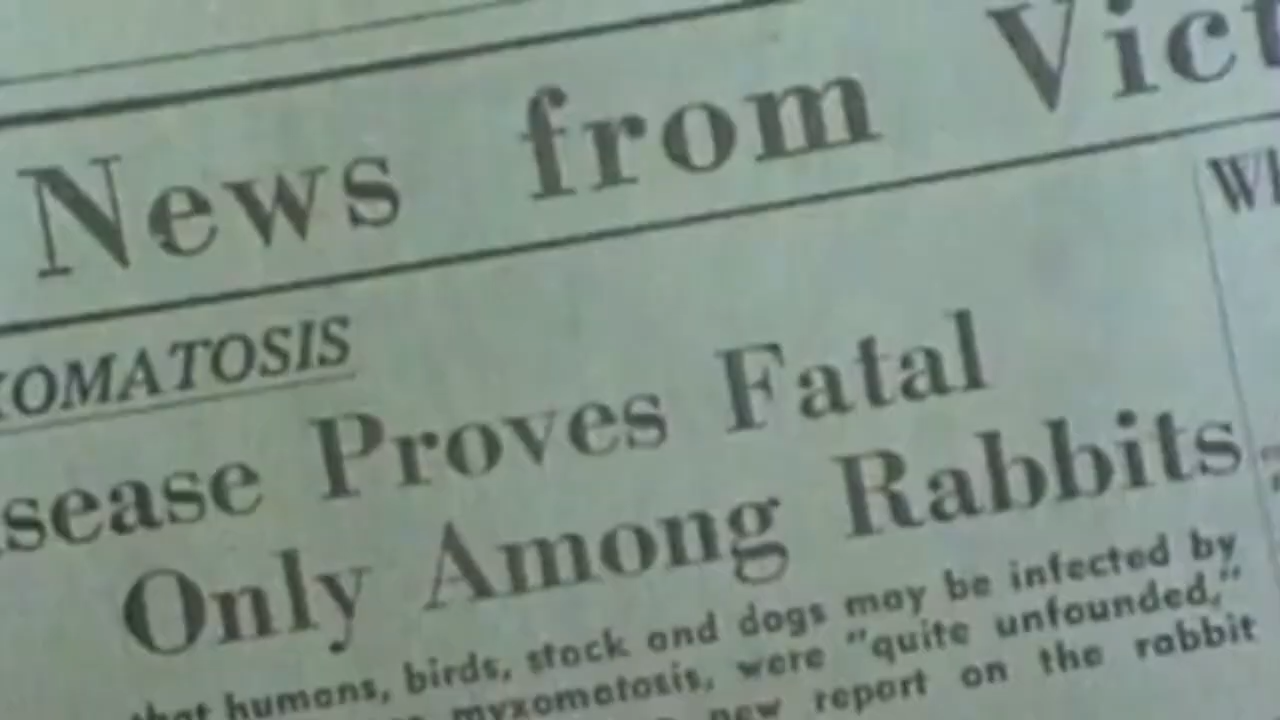 News from Vict
Wh
XOMATOSIS
sease Proves Fatal
Only Among Rabbits
that humans, birds, stock and dogs may be infected by
myxomatosis, were "quite unfounded,"
new report on the rabbit